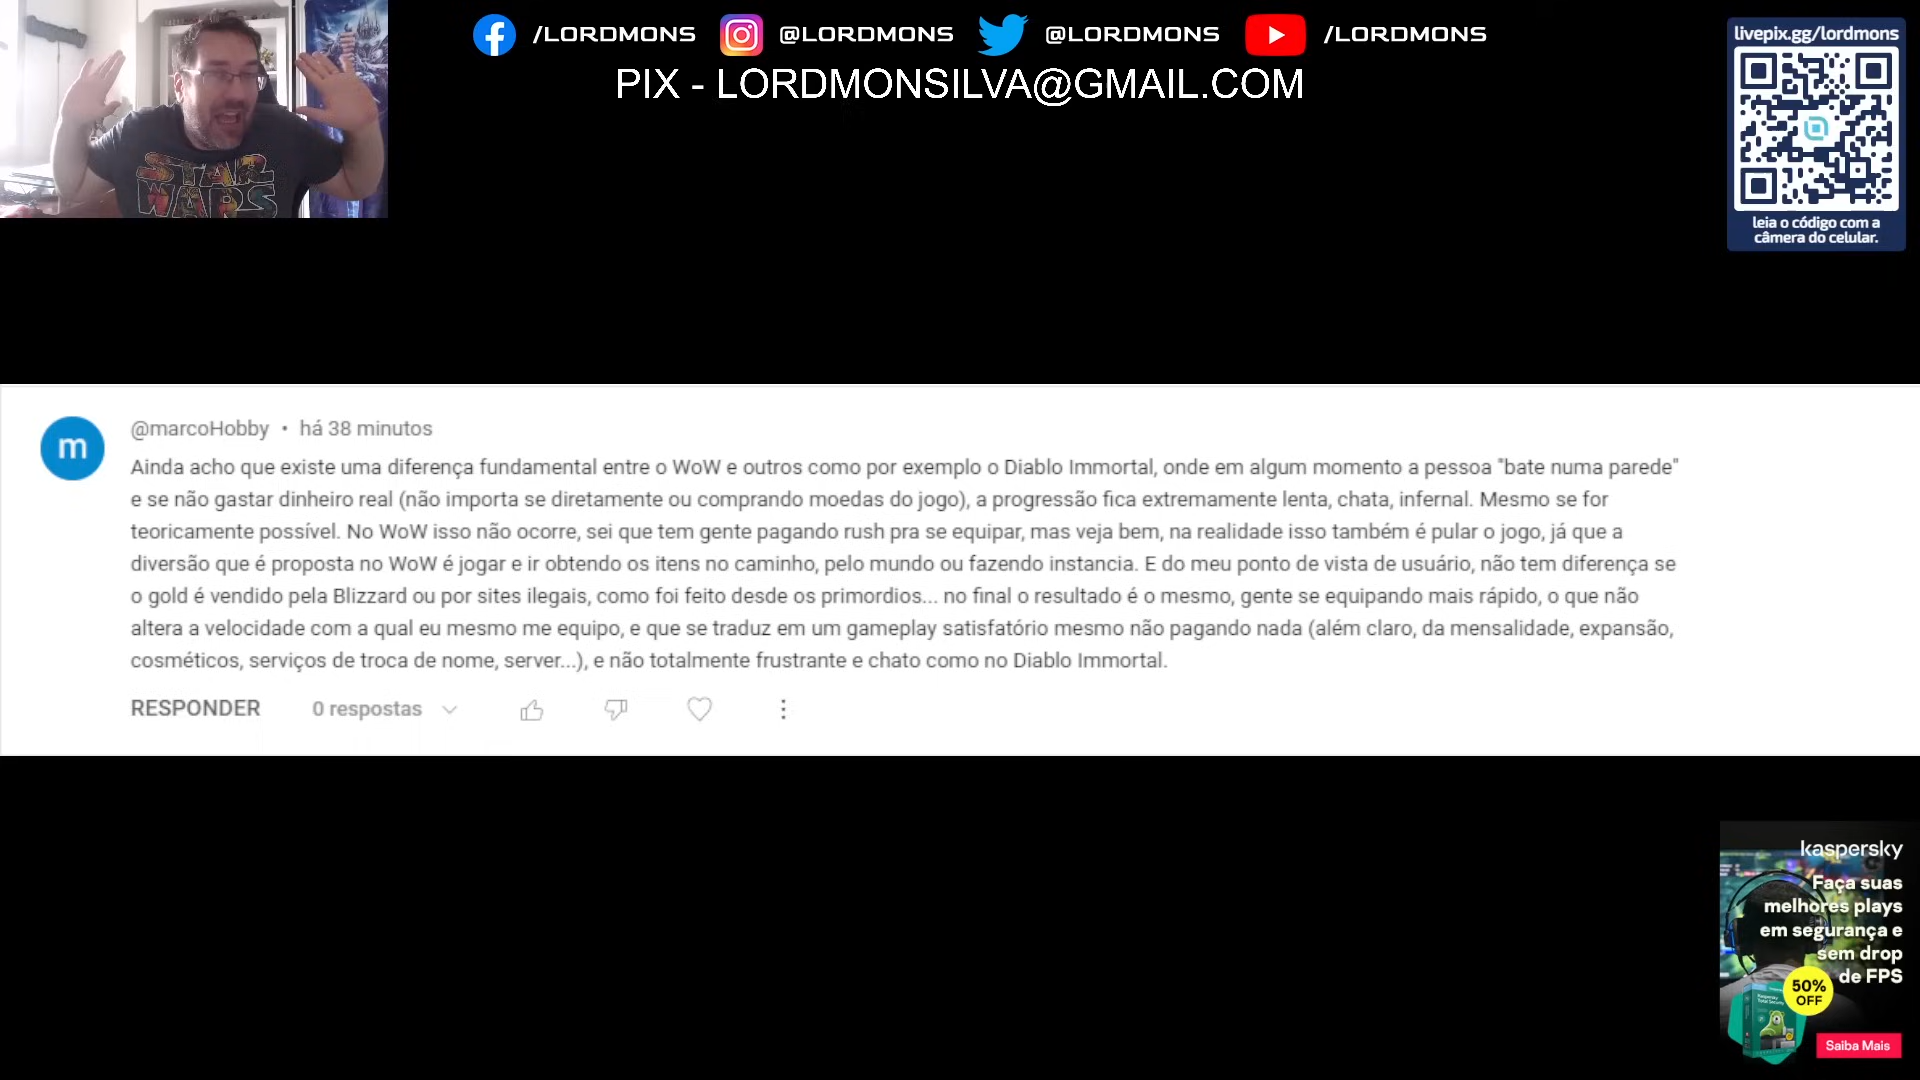 /LORDMONS
@LORDMONS
@LORDMONS
/LORDMONS
PIX - LORDMONSILVA@GMAIL.COM
livepix.gg/lordmons
leia o código com a
câmera do celular.
STAR
WARS
m
@marcoHobby • há 38 minutos
Ainda acho que existe uma diferença fundamental entre o WoW e outros como por exemplo o Diablo Immortal, onde em algum momento a pessoa "bate numa parede"
e se não gastar dinheiro real (não importa se diretamente ou comprando moedas do jogo), a progressão fica extremamente lenta, chata, infernal. Mesmo se for
teoricamente possível. No WoW isso não ocorre, sei que tem gente pagando rush pra se equipar, mas veja bem, na realidade isso também é pular o jogo, já que a
diversão que é proposta no WoW é jogar e ir obtendo os itens no caminho, pelo mundo ou fazendo instancia. E do meu ponto de vista de usuário, não tem diferença se
o gold é vendido pela Blizzard ou por sites ilegais, como foi feito desde os primordios... no final o resultado é o mesmo, gente se equipando mais rápido, o que não
altera a velocidade com a qual eu mesmo me equipo, e que se traduz em um gameplay satisfatório mesmo não pagando nada (além claro, da mensalidade, expansão,
cosméticos, serviços de troca de nome, server...), e não totalmente frustrante e chato como no Diablo Immortal.
RESPONDER
0 respostas
kaspersky
Faça suas
melhores plays
em segurança e
sem drop
de FPS
50%
OFF
Saiba Mais